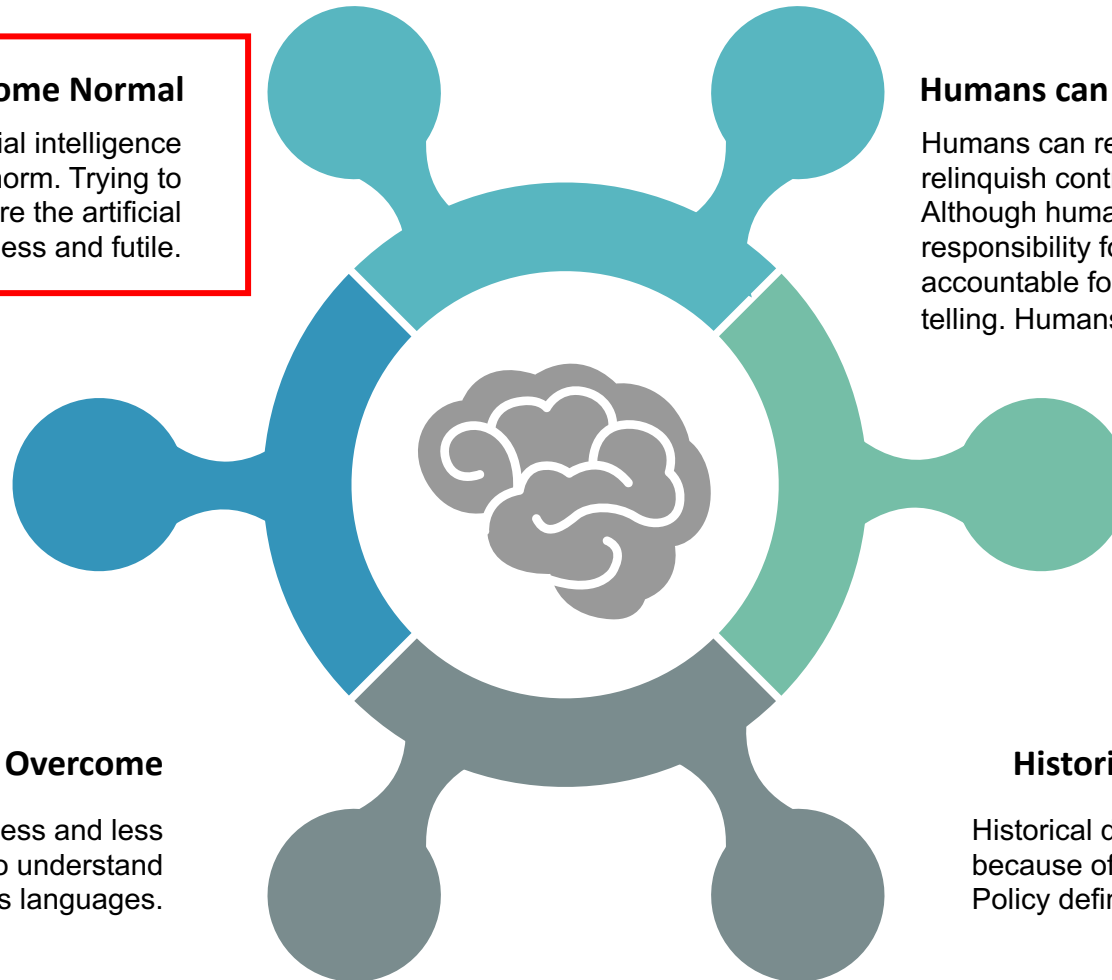 ome Normal
ial intelligence
norm. Trying to
re the artificial
ess and futile.
Humans can
Humans can re
relinquish cont
Although huma
responsibility fo
accountable fo
telling. Humans
Overcome
ess and less
o understand
s languages.
Histori
Historical d
because of
Policy defin